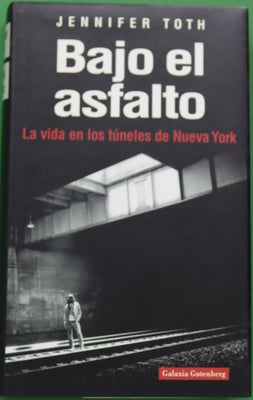 JENNIFER TOTH
Bajo el
asfalto
La vida en los túneles de Nueva York
Galaxia Gutenberg